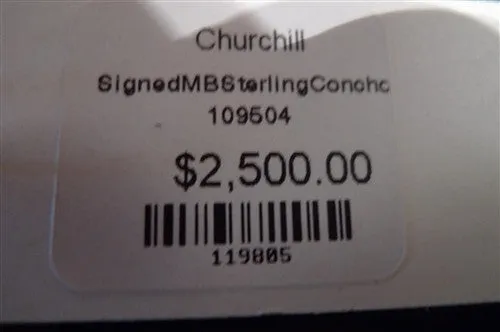 Churchill
SignedMBSterlingConcho
109504
$2,500.00
119805